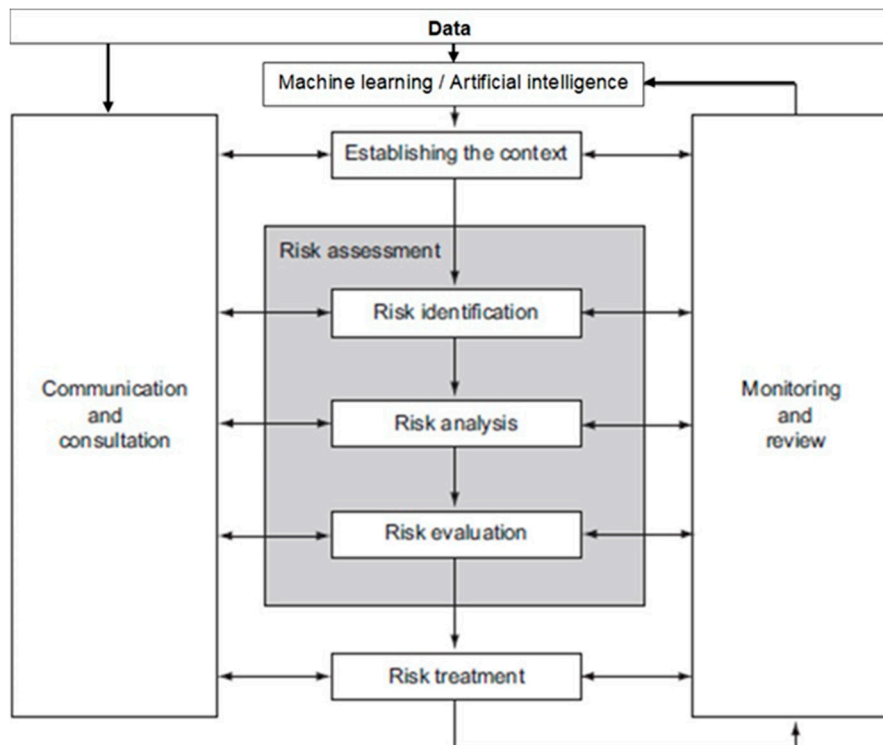 Data
Machine learning / Artificial intelligence
Establishing the context
Risk assessment
Risk identification
Communication
and
consultation
Risk analysis
Monitoring
and
review
Risk evaluation
Risk treatment